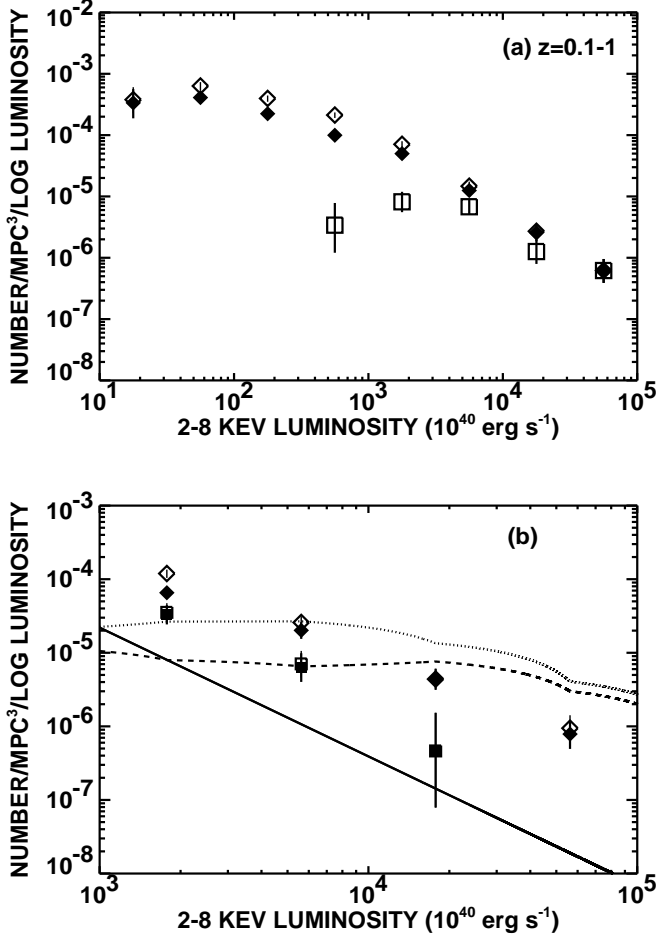 (a) z=0.1-1
NUMBER/MPC³/LOG LUMINOSITY
10⁻²
10⁻³
10⁻⁴
10⁻⁵
10⁻⁶
10⁻⁷
10⁻⁸
10¹ 10² 10³ 10⁴ 10⁵
2-8 KEV LUMINOSITY (10⁴⁰ erg s⁻¹)
(b)
NUMBER/MPC³/LOG LUMINOSITY
10⁻³
10⁻⁴
10⁻⁵
10⁻⁶
10⁻⁷
10⁻⁸
10³ 10⁴ 10⁵
2-8 KEV LUMINOSITY (10⁴⁰ erg s⁻¹)